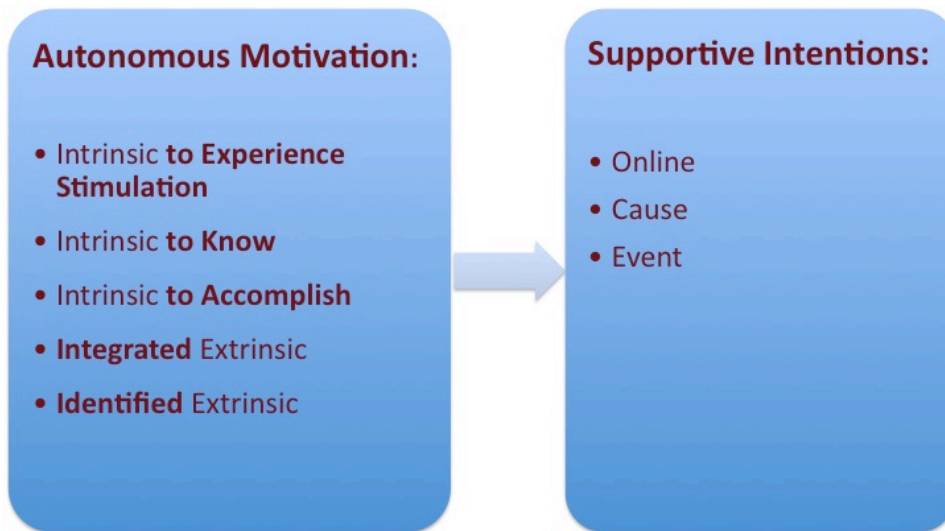 Autonomous Motivation:
• Intrinsic to Experience
Stimulation
• Intrinsic to Know
• Intrinsic to Accomplish
• Integrated Extrinsic
• Identified Extrinsic
Supportive Intentions:
• Online
• Cause
• Event